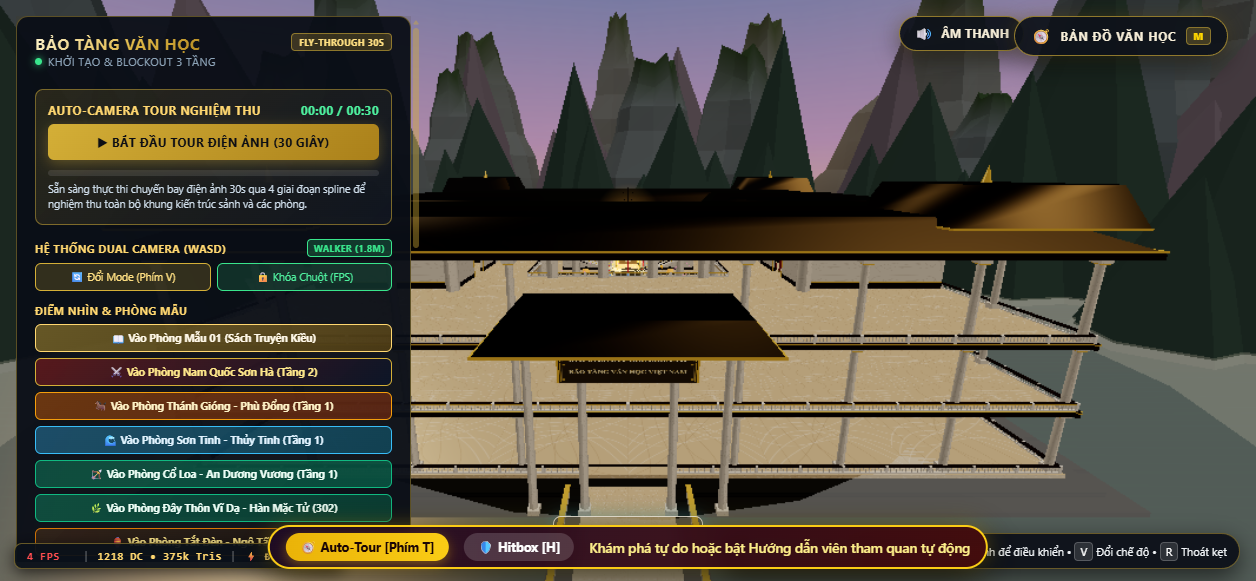 BẢO TÀNG VĂN HỌC
FLY-THROUGH 30S
KHỞI TẠO & BLOCKOUT 3 TẦNG
AUTO-CAMERA TOUR NGHIỆM THU
00:00 / 00:30
▶ BẮT ĐẦU TOUR ĐIỆN ẢNH (30 GIÂY)
Sẵn sàng thực thi chuyến bay điện ảnh 30s qua 4 giai đoạn spline để
nghiệm thu toàn bộ khung kiến trúc sảnh và các phòng.
HỆ THỐNG DUAL CAMERA (WASD)
WALKER (1.8M)
Đổi Mode (Phím V)
Khóa Chuột (FPS)
ĐIỂM NHÌN & PHÒNG MẪU
Vào Phòng Mẫu 01 (Sách Truyện Kiều)
Vào Phòng Nam Quốc Sơn Hà (Tầng 2)
Vào Phòng Thánh Gióng - Phù Đổng (Tầng 1)
Vào Phòng Sơn Tinh - Thủy Tinh (Tầng 1)
Vào Phòng Cổ Loa - An Dương Vương (Tầng 1)
Vào Phòng Đây Thôn Vĩ Dạ - Hàn Mặc Tử (302)
Vào Phòng Tắt Đèn - Ngô Tấ
4 FPS | 1218 DC • 375k Tris |
ÂM THANH
BẢN ĐỒ VĂN HỌC M
BẢO TÀNG VĂN HỌC VIỆT NAM
Auto-Tour [Phím T]
Hitbox [H]
Khám phá tự do hoặc bật Hướng dẫn viên tham quan tự động
h để điều khiển • V Đổi chế độ • R Thoát kẹt